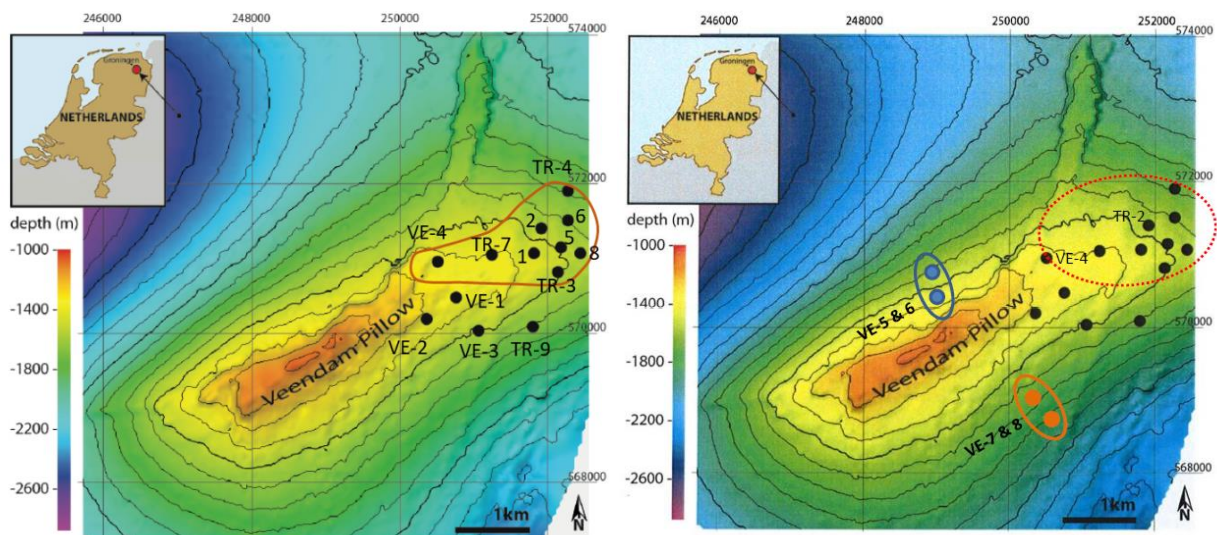 246000 248000 250000 252000
574000
Groningen
NETHERLANDS
572000
TR-4
depth (m)
-1000
-1400
-1800
-2200
-2600
VE-4
TR-7
2
6
5
1
8
TR-3
VE-1
570000
VE-2
VE-3
TR-9
Veendam-Pillow
568000
1km
N
246000 248000 250000 252000
574000
Groningen
NETHERLANDS
572000
depth (m)
-1000
-1400
-1800
-2200
-2600
TR-2
VE-4
VE-5 & 6
570000
Veendam-Pillow
VE-7 & 8
568000
1km
N